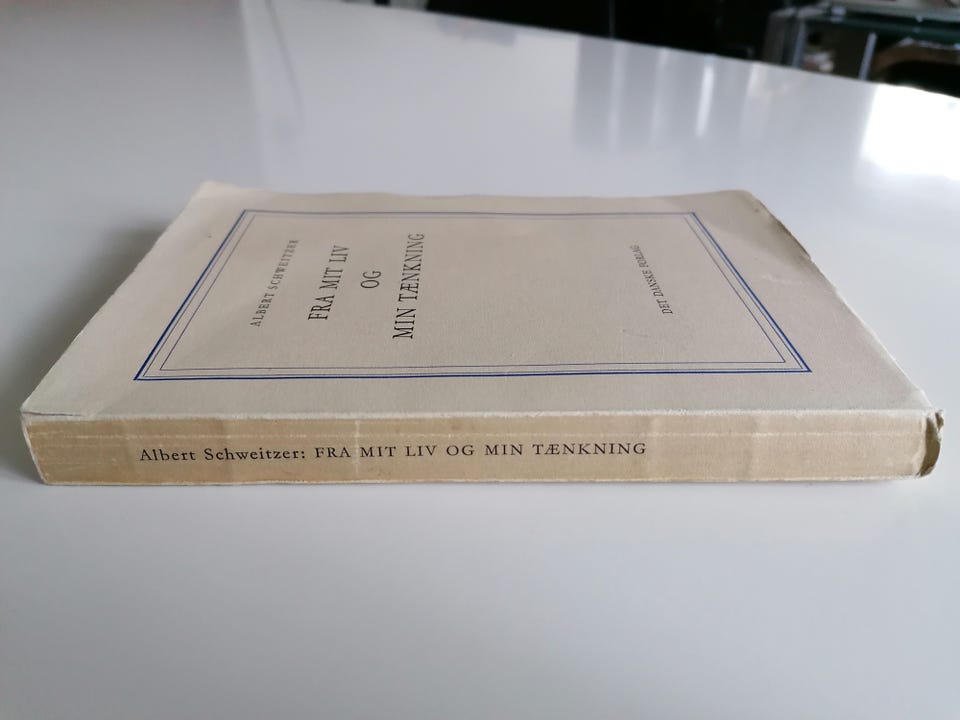 ALBERT SCHWEITZER
FRA MIT LIV
OG
MIN TÆNKNING
DET DANSKE FORLAG
Albert Schweitzer: FRA MIT LIV OG MIN TÆNKNING